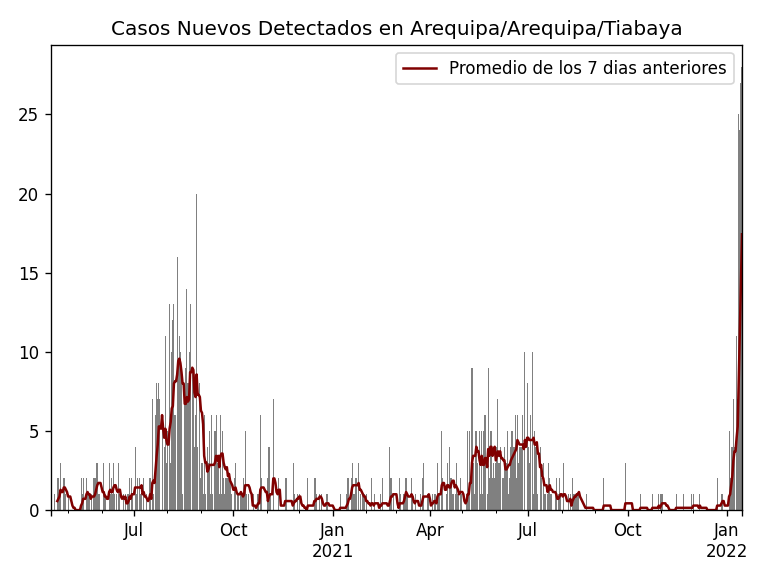 Casos Nuevos Detectados en Arequipa/Arequipa/Tiabaya
Promedio de los 7 dias anteriores
25
20
15
10
5
0
Jul Oct Jan Apr Jul Oct Jan
2021 2022